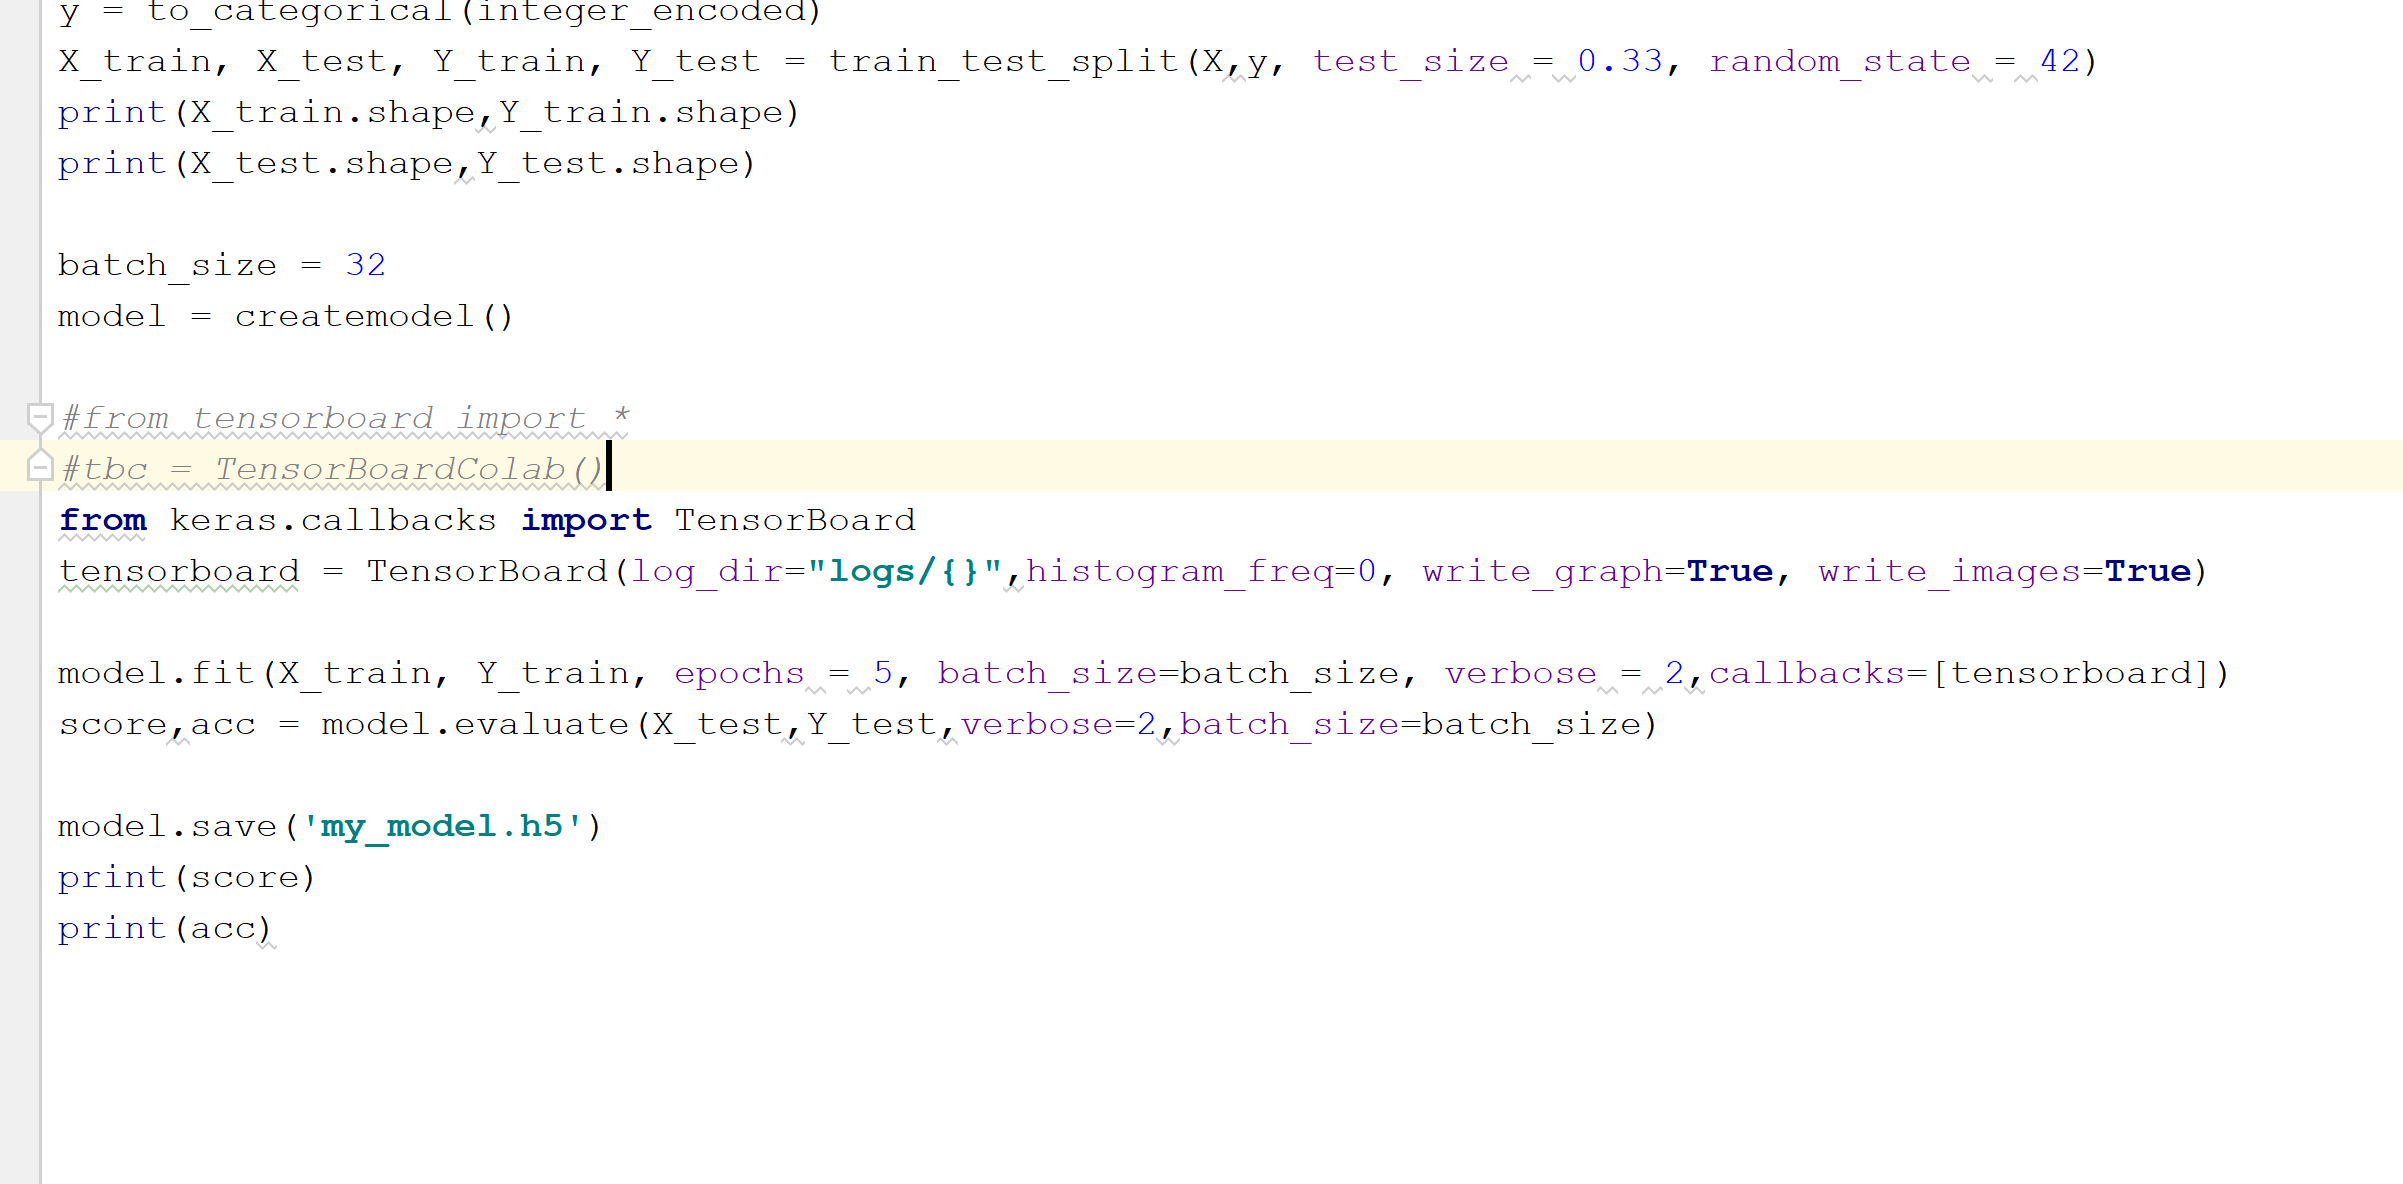 y = to_categorical(integer_encoded)
X_train, X_test, Y_train, Y_test = train_test_split(X,y, test_size = 0.33, random_state = 42)
print(X_train.shape,Y_train.shape)
print(X_test.shape,Y_test.shape)
batch_size = 32
model = createmodel()
#from tensorboard import *
#tbc = TensorBoardColab()
from keras.callbacks import TensorBoard
tensorboard = TensorBoard(log_dir="logs/{}",histogram_freq=0, write_graph=True, write_images=True)
model.fit(X_train, Y_train, epochs = 5, batch_size=batch_size, verbose = 2,callbacks=[tensorboard])
score,acc = model.evaluate(X_test,Y_test,verbose=2,batch_size=batch_size)
model.save('my_model.h5')
print(score)
print(acc)